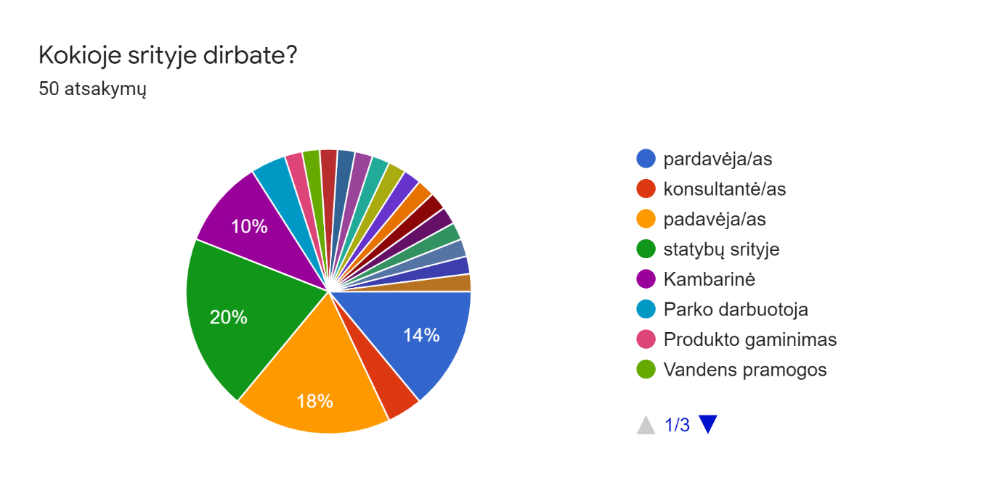 Kokioje srityje dirbate?
50 atsakymų
10%
20%
14%
18%
pardavėja/as
konsultantė/as
padavėja/as
statybų srityje
Kambarinė
Parko darbuotoja
Produkto gaminimas
Vandens pramogos
1/3